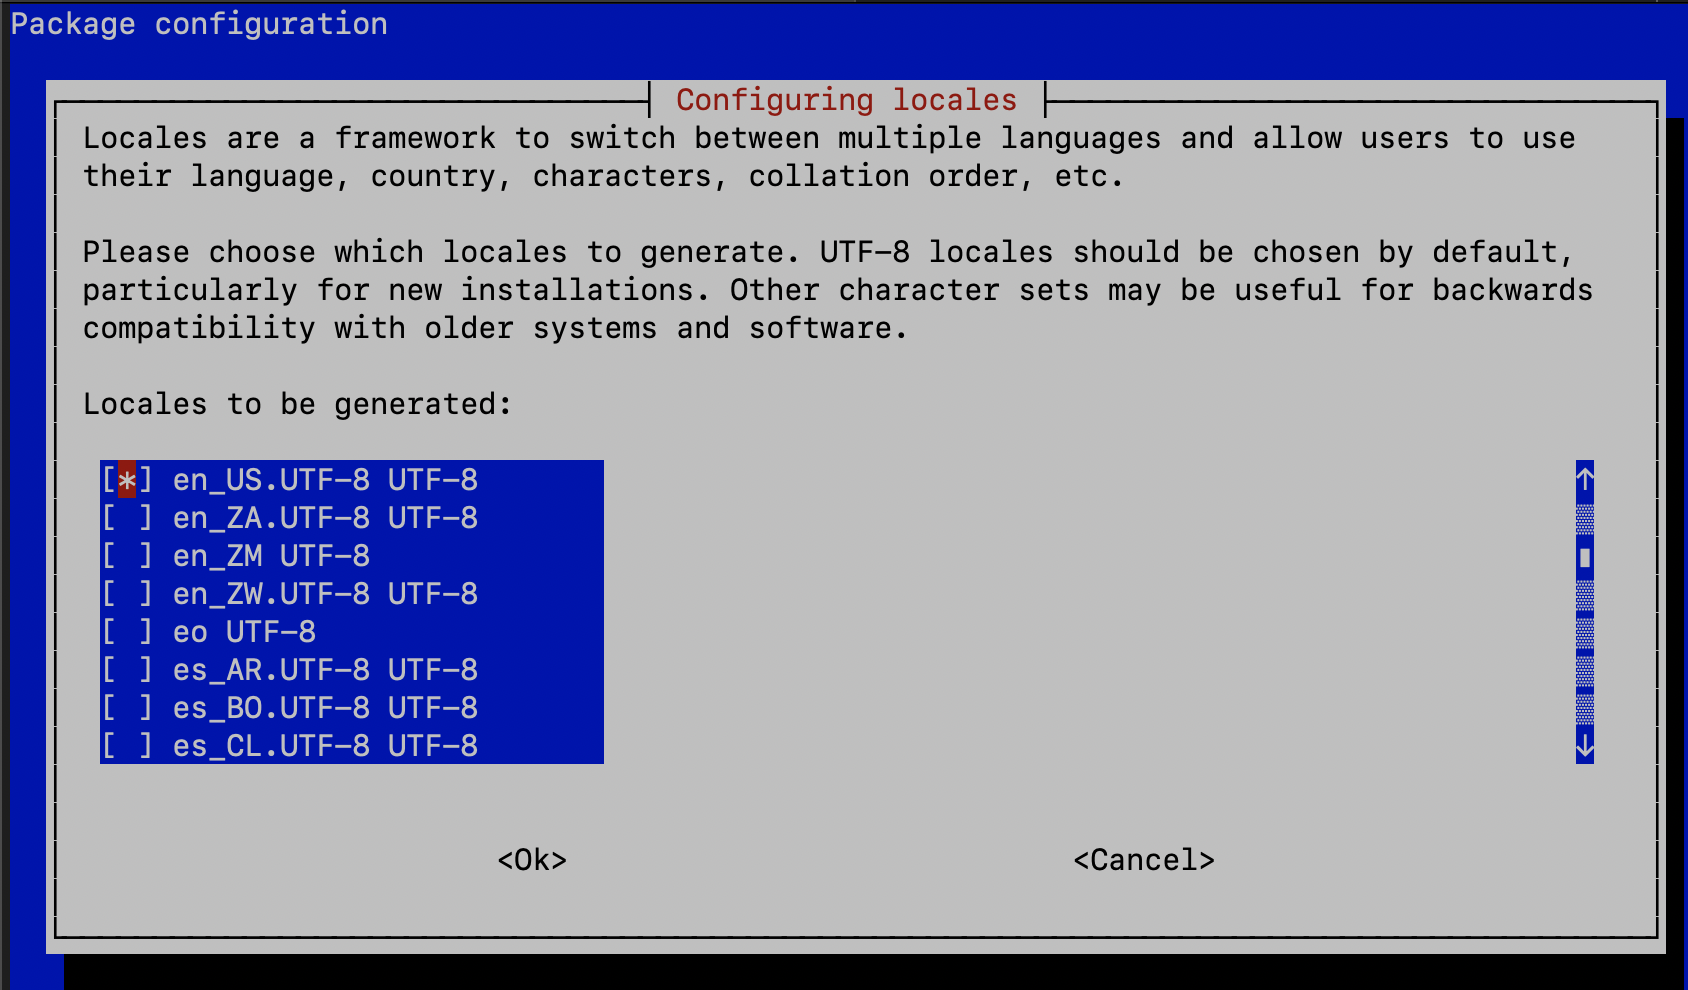 Package configuration
Configuring locales
Locales are a framework to switch between multiple languages and allow users to use
their language, country, characters, collation order, etc.
Please choose which locales to generate. UTF-8 locales should be chosen by default,
particularly for new installations. Other character sets may be useful for backwards
compatibility with older systems and software.
Locales to be generated:
[*] en_US.UTF-8 UTF-8
[ ] en_ZA.UTF-8 UTF-8
[ ] en_ZM UTF-8
[ ] en_ZW.UTF-8 UTF-8
[ ] eo UTF-8
[ ] es_AR.UTF-8 UTF-8
[ ] es_BO.UTF-8 UTF-8
[ ] es_CL.UTF-8 UTF-8
<Ok> <Cancel>